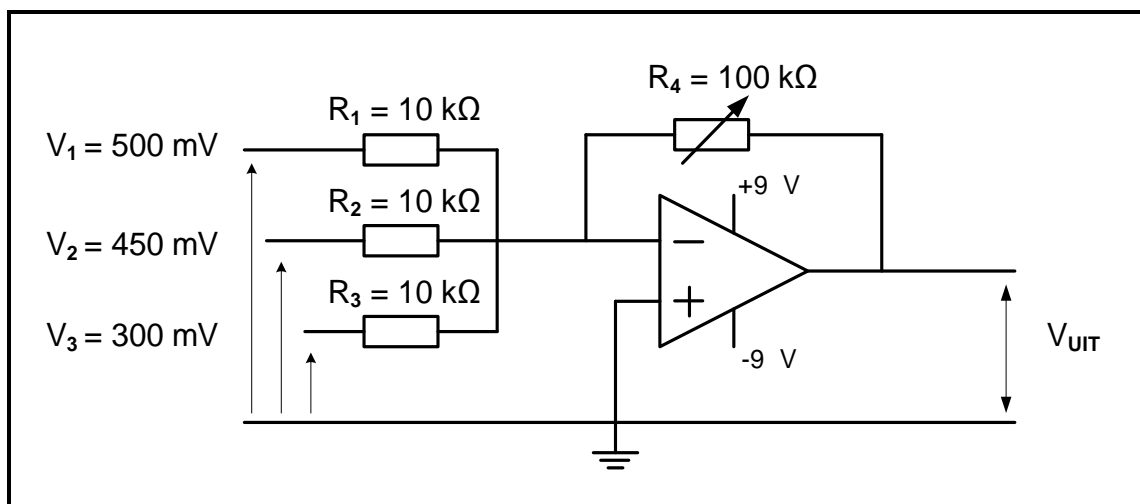 R4 = 100 kΩ
R1 = 10 kΩ
V1 = 500 mV
+9 V
R2 = 10 kΩ
V2 = 450 mV
−
R3 = 10 kΩ
+
V3 = 300 mV
-9 V
VUIT